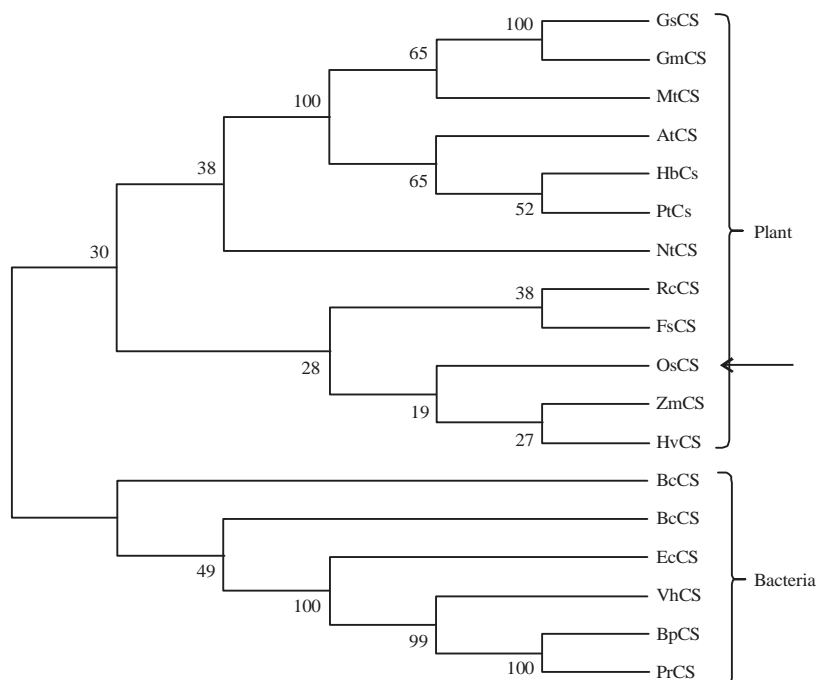 GsCS
100
GmCS
65
MtCS
100
AtCS
38
HbCs
65
52
PtCs
Plant
30
NtCS
RcCS
38
FsCS
28
OsCS
ZmCS
19
27
HvCS
BcCS
BcCS
49
EcCS
Bacteria
100
VhCS
99
BpCS
100
PrCS